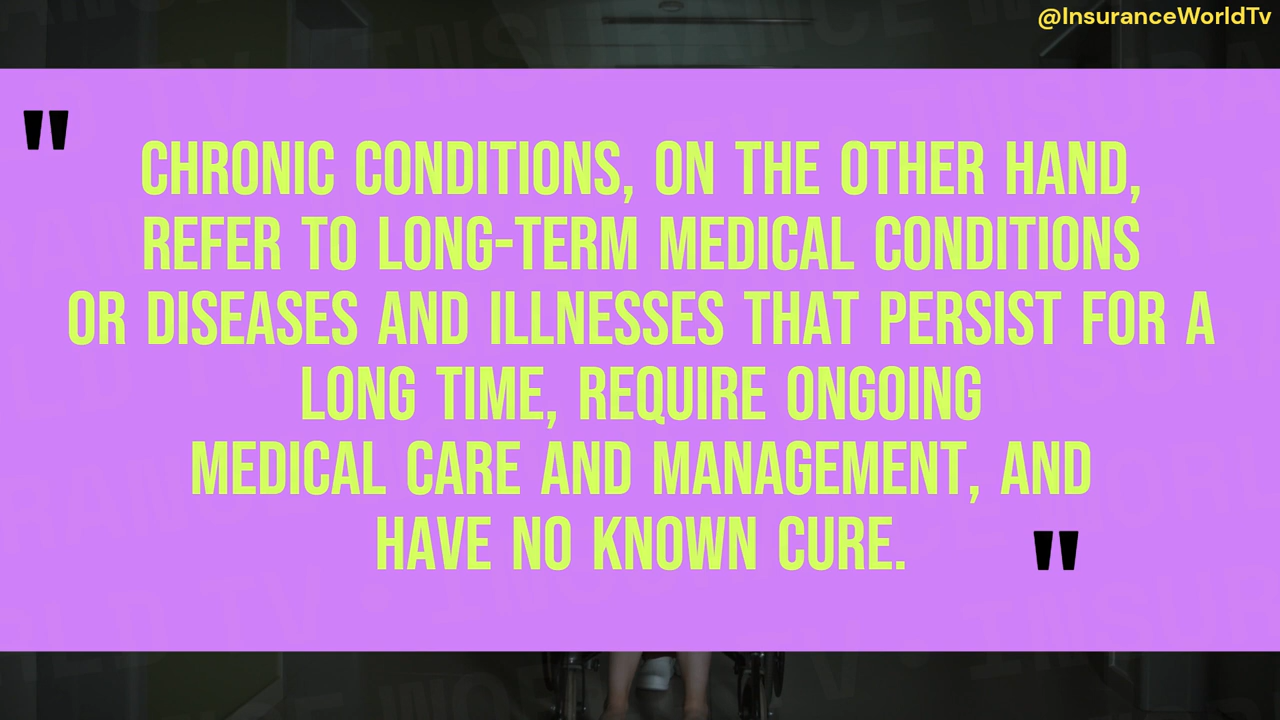 @InsuranceWorldTv
"
CHRONIC CONDITIONS, ON THE OTHER HAND,
REFER TO LONG-TERM MEDICAL CONDITIONS
OR DISEASES AND ILLNESSES THAT PERSIST FOR A
LONG TIME, REQUIRE ONGOING
MEDICAL CARE AND MANAGEMENT, AND
HAVE NO KNOWN CURE.
"